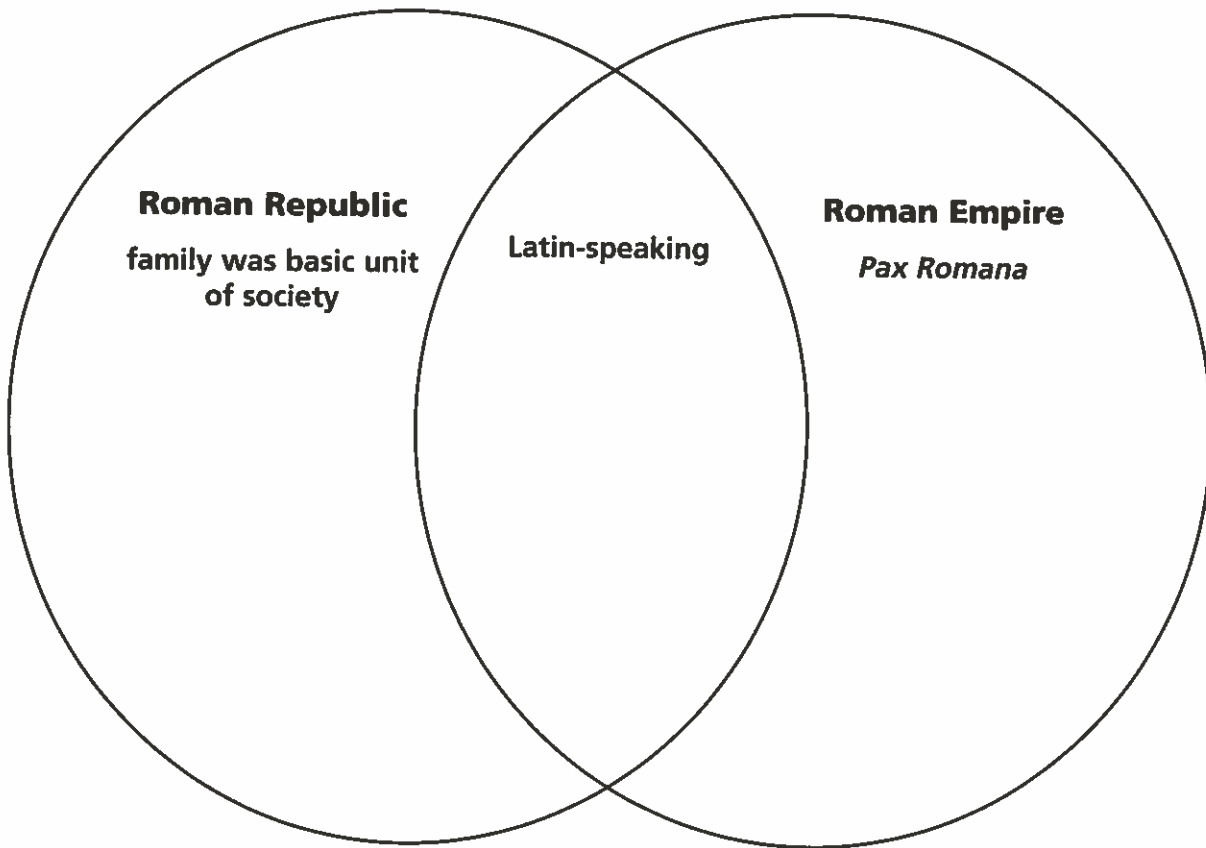 Roman Republic
family was basic unit
of society
Latin-speaking
Roman Empire
Pax Romana